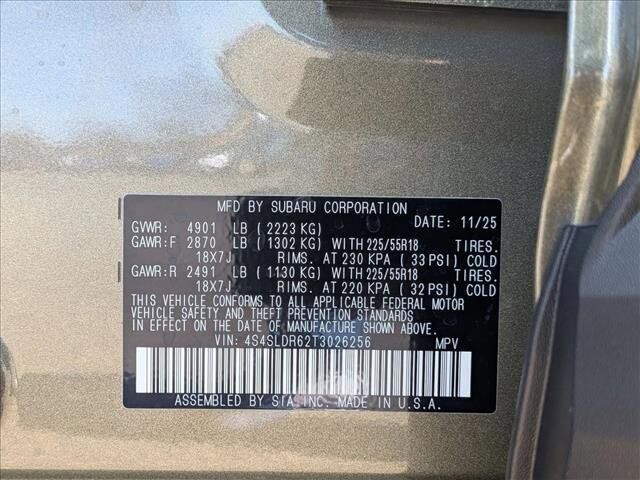 MFD BY SUBARU CORPORATION DATE: 11/25
GVWR: 4901 LB (2223 KG)
GAWR:F 2870 LB (1302 KG) WITH 225/55R18 TIRES.
18X7J RIMS. AT 230 KPA (33 PSI) COLD
GAWR:R 2491 LB (1130 KG) WITH 225/55R18 TIRES.
18X7J RIMS. AT 220 KPA (32 PSI) COLD
THIS VEHICLE CONFORMS TO ALL APPLICABLE FEDERAL MOTOR
VEHICLE SAFETY AND THEFT PREVENTION STANDARDS
IN EFFECT ON THE DATE OF MANUFACTURE SHOWN ABOVE.
VIN: 4S4SLDR62T3026256 MPV
ASSEMBLED BY SIA, INC. MADE IN U.S.A.